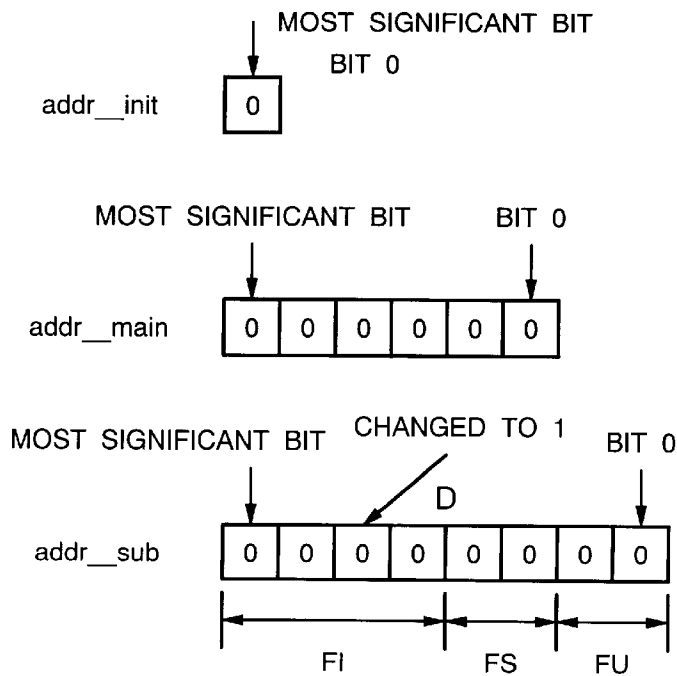 MOST SIGNIFICANT BIT
BIT 0
addr__init 0
MOST SIGNIFICANT BIT BIT 0
addr__main 0 0 0 0 0 0
CHANGED TO 1
MOST SIGNIFICANT BIT BIT 0
D
addr__sub 0 0 0 0 0 0 0 0
FI FS FU